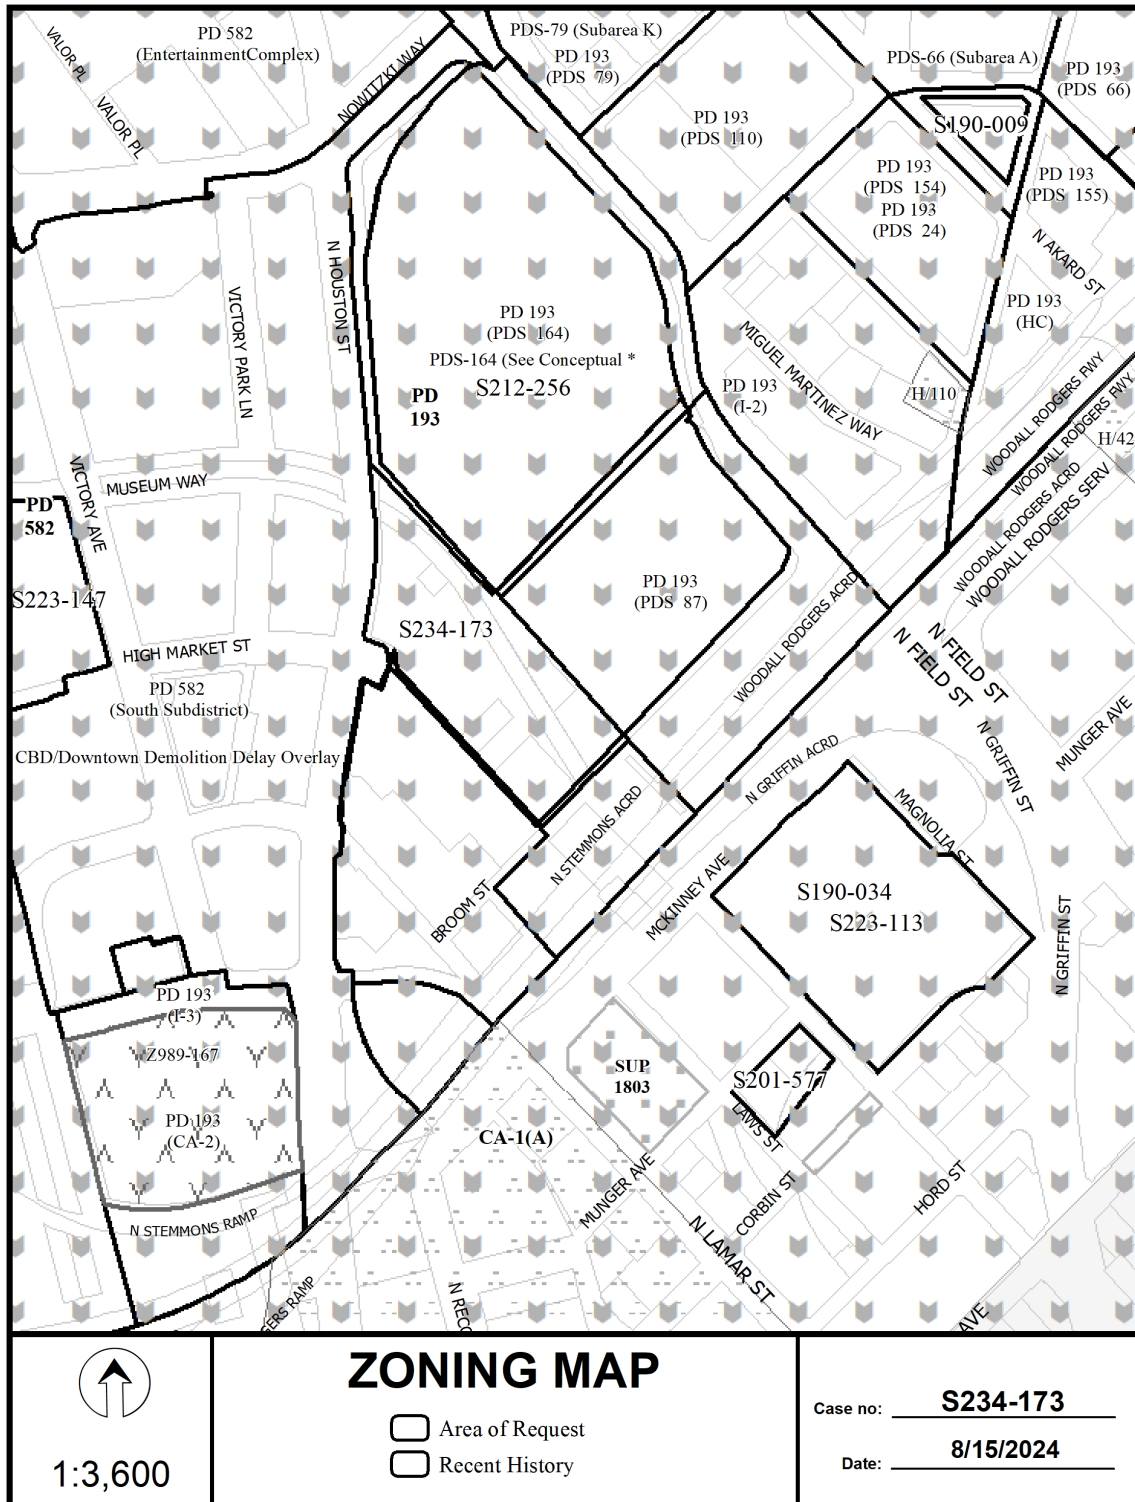 PD 582
(EntertainmentComplex)
VALOR PL
VALOR PL
NOWITZKI WAY
PDS-79 (Subarea K)
PD 193
(PDS 79)
PDS-66 (Subarea A)
PD 193
(PDS 66)
PD 193
(PDS 110)
S190-009
PD 193
(PDS 154)
PD 193
(PDS 24)
PD 193
(PDS 155)
N AKARD ST
PD 193
(HC)
N HOUSTON ST
VICTORY PARK LN
PD 193
(PDS 164)
PDS-164 (See Conceptual *
S212-256
PD
193
MIGUEL MARTINEZ WAY
PD 193
(I-2)
H/110
WOODALL RODGERS FWY
WOODALL RODGERS FWY
H/42
WOODALL RODGERS ACRD
WOODALL RODGERS SERV
MUSEUM WAY
VICTORY AVE
PD
582
S223-147
PD 193
(PDS 87)
S234-173
WOODALL RODGERS ACRD
HIGH MARKET ST
PD 582
(South Subdistrict)
N FIELD ST
N FIELD ST
CBD/Downtown Demolition Delay Overlay
N GRIFFIN ACRD
N GRIFFIN ST
MUNGER AVE
N STEMMONS ACRD
MAGNOLIA ST
BROOM ST
MCKINNEY AVE
S190-034
S223-113
N GRIFFIN ST
PD 193
(I-3)
Z989-167
PD 193
(CA-2)
SUP
1803
S201-577
LAWS ST
CA-1(A)
MUNGER AVE
CORBIN ST
HORD ST
N STEMMONS RAMP
N LAMAR ST
GERS RAMP
N RECO
AVE
1:3,600
ZONING MAP
Area of Request
Recent History
Case no: S234-173
Date: 8/15/2024